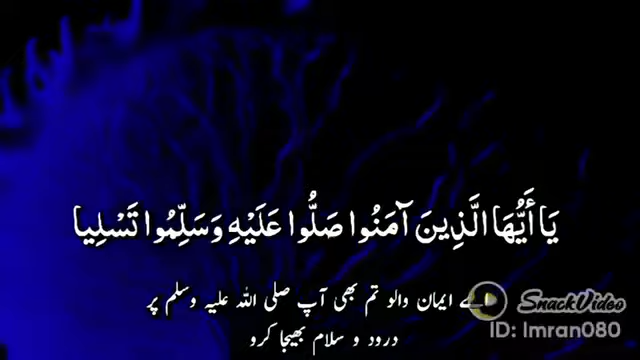 يَا أَيُّهَا الَّذِينَ آمَنُوا صَلُّوا عَلَيْهِ وَسَلِّمُوا تَسْلِيا
اے ایمان والو تم بھی آپ صلی اللہ علیہ وسلم پر
درود و سلام بھیجا کرو
SnackVideo
ID: Imran080